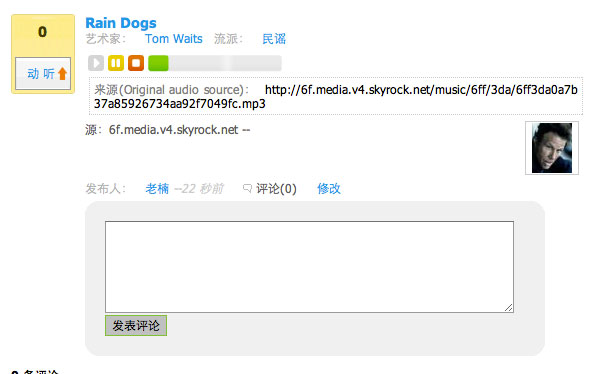 0
动 听
Rain Dogs
艺术家： Tom Waits 流派： 民谣
来源(Original audio source)： http://6f.media.v4.skyrock.net/music/6ff/3da/6ff3da0a7b
37a85926734aa92f7049fc.mp3
源：6f.media.v4.skyrock.net --
发布人： 老楠 --22 秒前 评论(0) 修改
发表评论